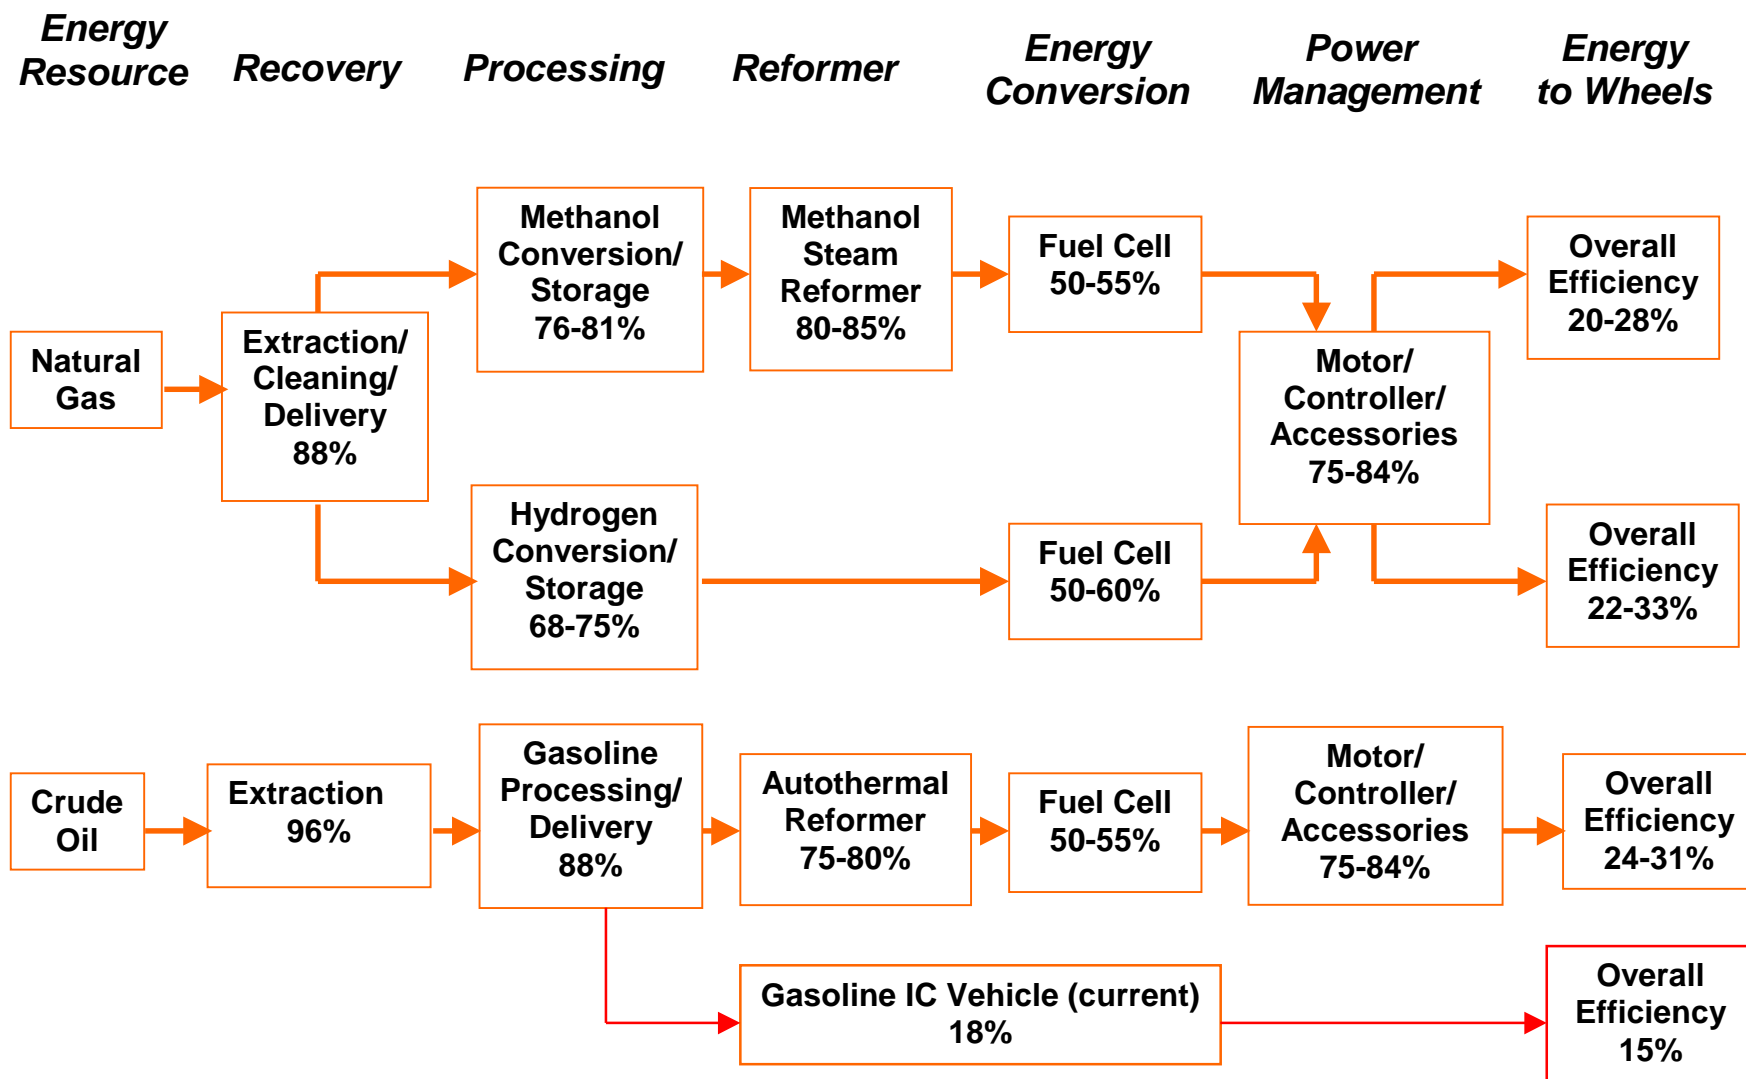 Energy
Resource
Recovery
Processing
Reformer
Energy
Conversion
Power
Management
Energy
to Wheels
Natural
Gas
Extraction/
Cleaning/
Delivery
88%
Methanol
Conversion/
Storage
76-81%
Methanol
Steam
Reformer
80-85%
Fuel Cell
50-55%
Motor/
Controller/
Accessories
75-84%
Overall
Efficiency
20-28%
Hydrogen
Conversion/
Storage
68-75%
Fuel Cell
50-60%
Overall
Efficiency
22-33%
Crude
Oil
Extraction
96%
Gasoline
Processing/
Delivery
88%
Autothermal
Reformer
75-80%
Fuel Cell
50-55%
Motor/
Controller/
Accessories
75-84%
Overall
Efficiency
24-31%
Gasoline IC Vehicle (current)
18%
Overall
Efficiency
15%